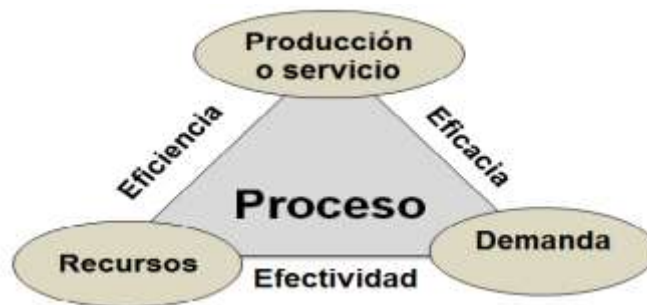 Producción
o servicio
Eficiencia
Eficacia
Proceso
Recursos
Demanda
Efectividad